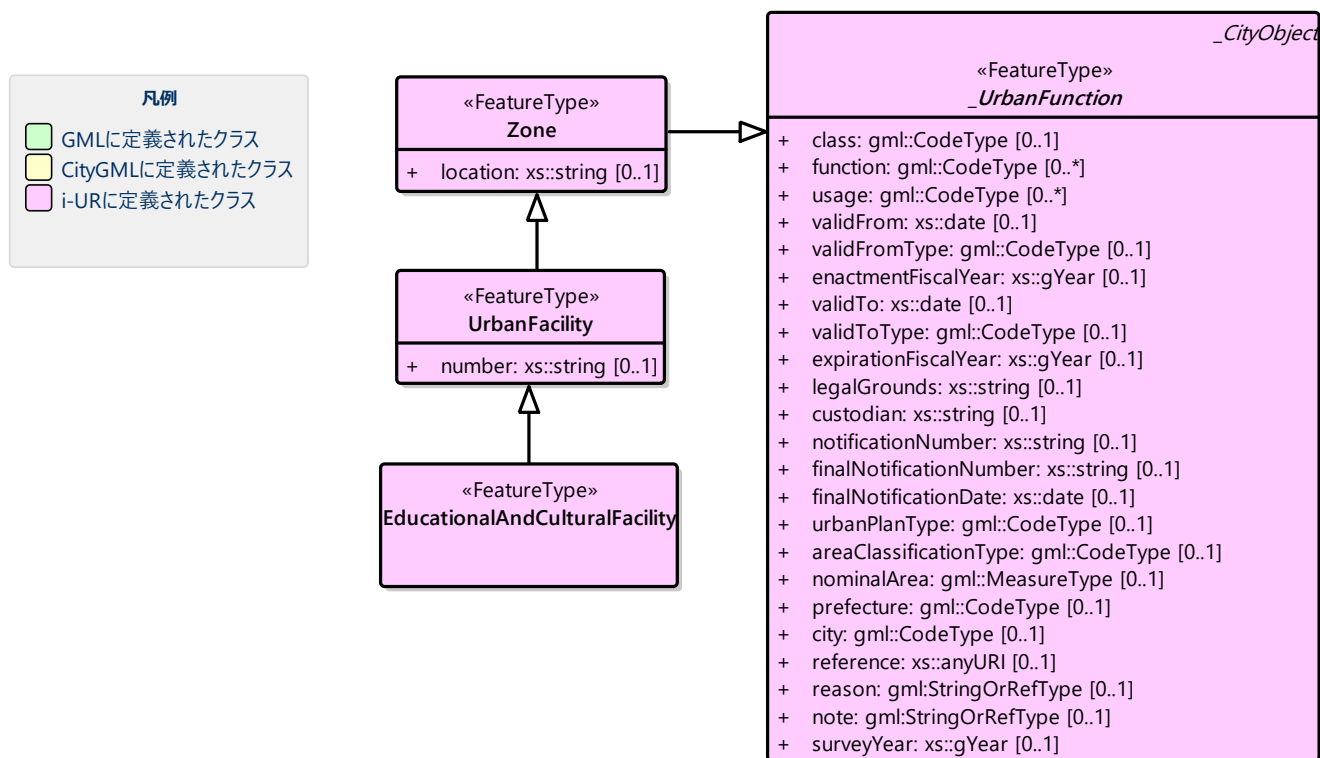 凡例
GMLに定義されたクラス
CityGMLに定義されたクラス
i-URに定義されたクラス
«FeatureType»
Zone
+ location: xs::string [0..1]
«FeatureType»
UrbanFacility
+ number: xs::string [0..1]
«FeatureType»
EducationalAndCulturalFacility
_CityObject
«FeatureType»
_UrbanFunction
+ class: gml::CodeType [0..1]
+ function: gml::CodeType [0..*]
+ usage: gml::CodeType [0..*]
+ validFrom: xs::date [0..1]
+ validFromType: gml::CodeType [0..1]
+ enactmentFiscalYear: xs::gYear [0..1]
+ validTo: xs::date [0..1]
+ validToType: gml::CodeType [0..1]
+ expirationFiscalYear: xs::gYear [0..1]
+ legalGrounds: xs::string [0..1]
+ custodian: xs::string [0..1]
+ notificationNumber: xs::string [0..1]
+ finalNotificationNumber: xs::string [0..1]
+ finalNotificationDate: xs::date [0..1]
+ urbanPlanType: gml::CodeType [0..1]
+ areaClassificationType: gml::CodeType [0..1]
+ nominalArea: gml::MeasureType [0..1]
+ prefecture: gml::CodeType [0..1]
+ city: gml::CodeType [0..1]
+ reference: xs::anyURI [0..1]
+ reason: gml:StringOrRefType [0..1]
+ note: gml:StringOrRefType [0..1]
+ surveyYear: xs::gYear [0..1]